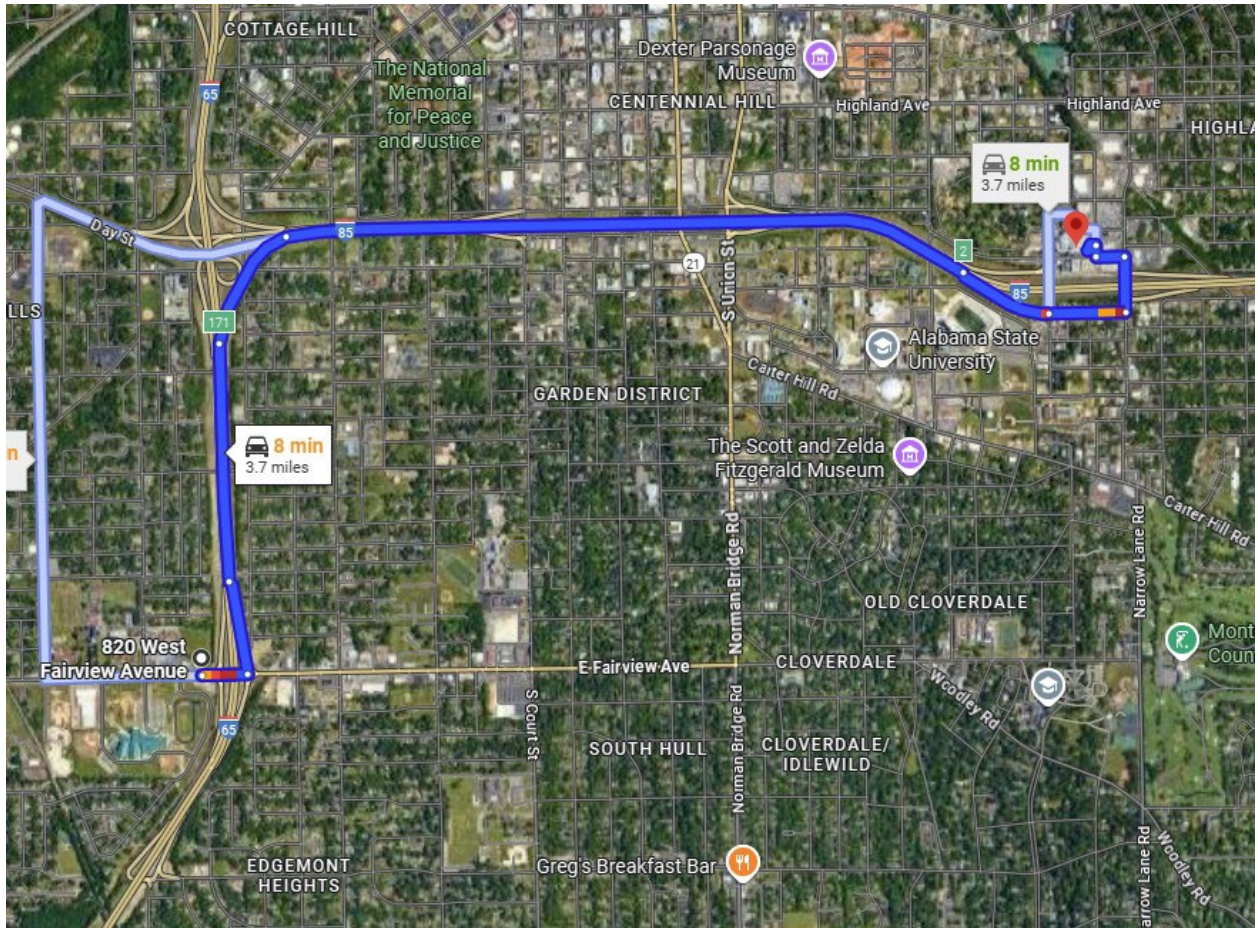 COTTAGE HILL
65
The National
Memorial
for Peace
and Justice
Dexter Parsonage
Museum
CENTENNIAL HILL
Highland Ave
Highland Ave
HIGHLA
8 min
3.7 miles
Day St
85
21
S Union St
2
85
LLS
171
Alabama State
University
Carter Hill Rd
GARDEN DISTRICT
8 min
3.7 miles
n
The Scott and Zelda
Fitzgerald Museum
Carter Hill Rd
Norman Bridge Rd
Narrow Lane Rd
OLD CLOVERDALE
820 West
Fairview Avenue
E Fairview Ave
CLOVERDALE
Mont
Coun
Woodley Rd
65
S Court St
SOUTH HULL
Norman Bridge Rd
CLOVERDALE/
IDLEWILD
EDGEMONT
HEIGHTS
Greg's Breakfast Bar
arrow Lane Rd
Woodley Rd